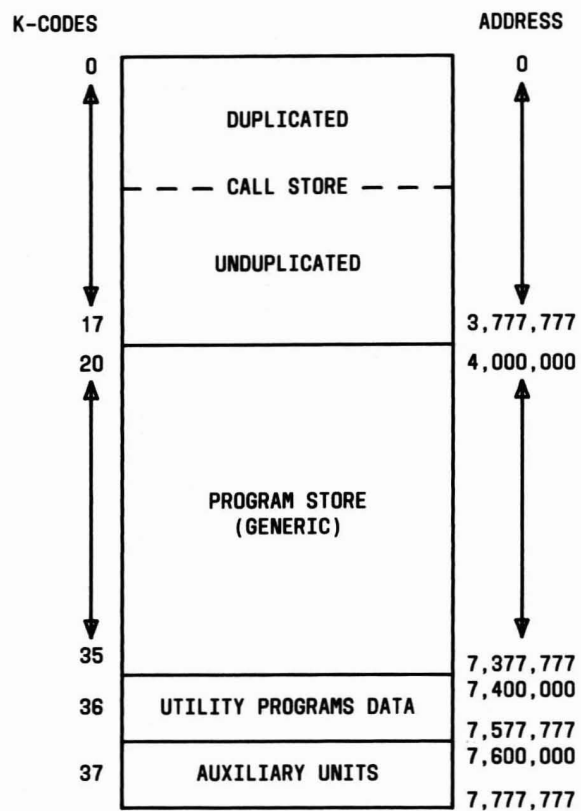 K-CODES ADDRESS
0 0
DUPLICATED
CALL STORE
UNDUPLICATED
17 3,777,777
20 4,000,000
PROGRAM STORE
(GENERIC)
35 7,377,777
7,400,000
36 UTILITY PROGRAMS DATA
7,577,777
7,600,000
37 AUXILIARY UNITS
7,777,777